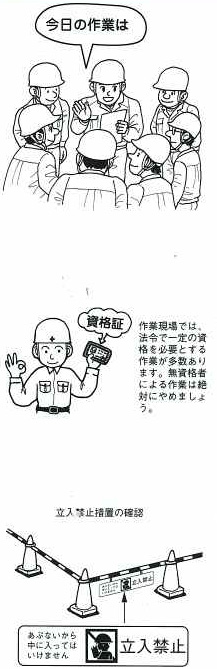 今日の作業は
資格証
作業現場では、
法令で一定の資
格を必要とする
作業が多数あり
ます。無資格者
による作業は絶
対にやめましょ
う。
立入禁止措置の確認
立入禁止
あぶないから
中に入っては
いけません
立入禁止